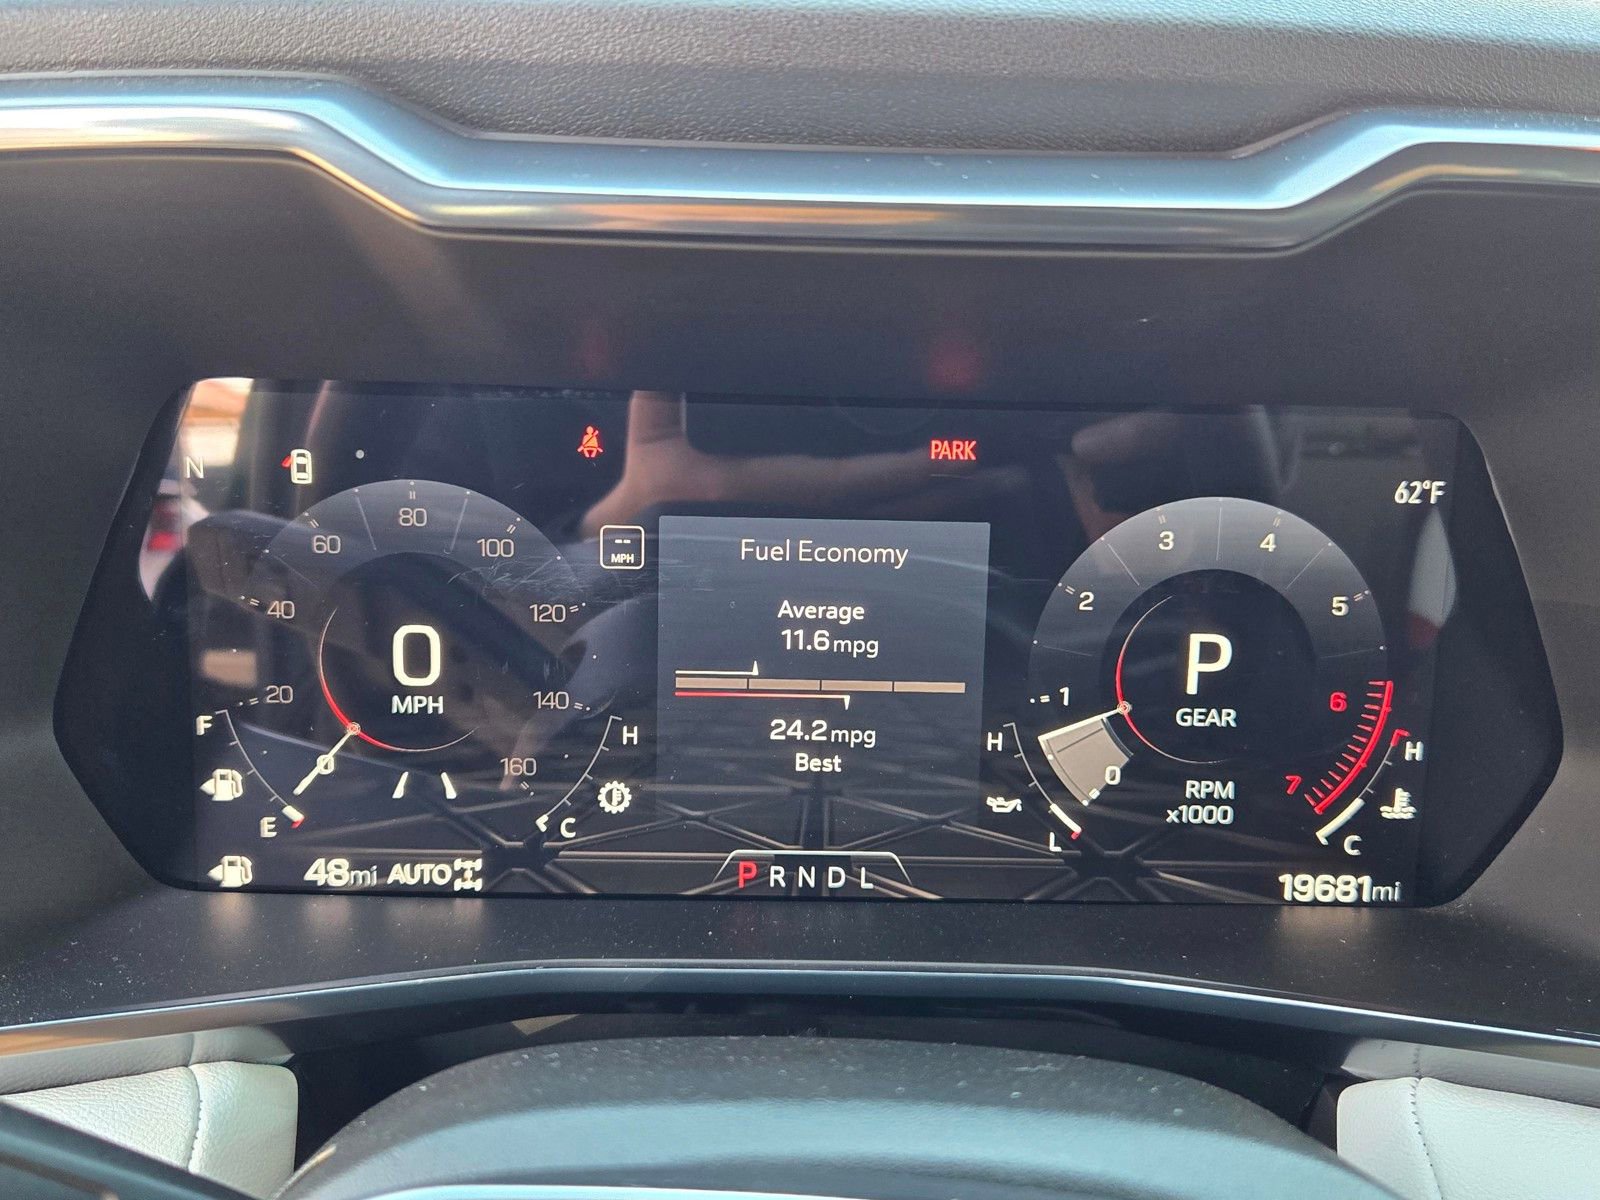 N
PARK
62°F
0 20 40 60 80 100 120 140 160
0
MPH
-- MPH
F
E
H
C
48mi AUTO
Fuel Economy
Average
11.6mpg
24.2mpg
Best
PRNDL
0 1 2 3 4 5 6 7
P
GEAR
RPM
x1000
H
L
H
C
19681mi